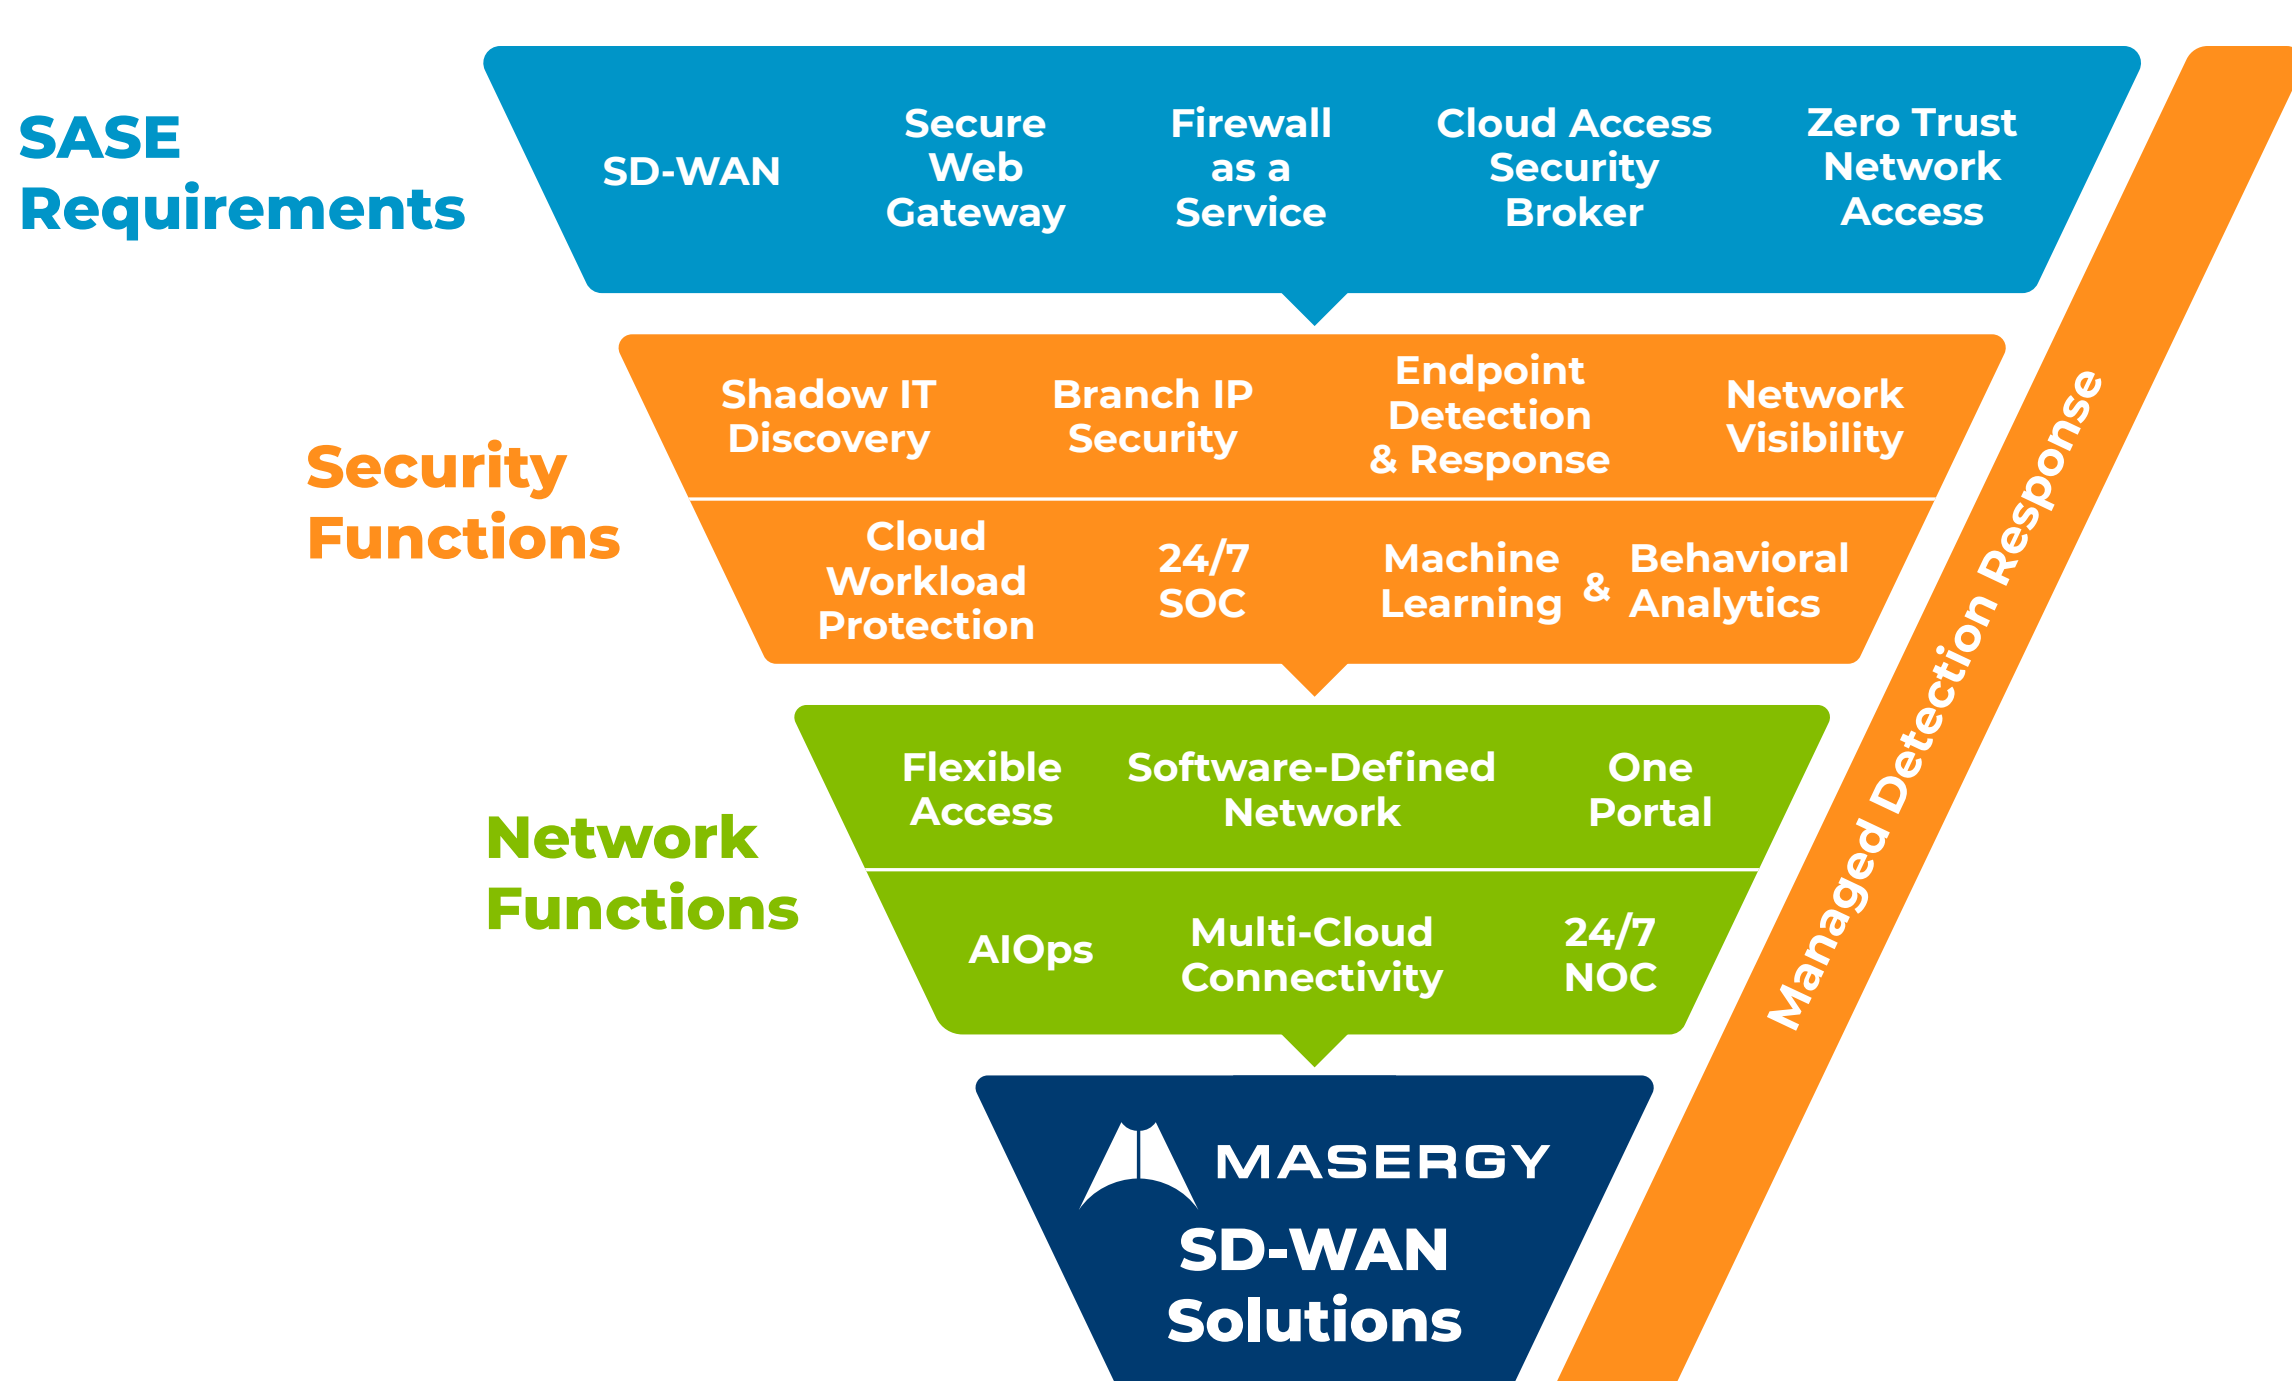 SASE
Requirements
SD-WAN
Secure
Web
Gateway
Firewall
as a
Service
Cloud Access
Security
Broker
Zero Trust
Network
Access
Security
Functions
Shadow IT
Discovery
Branch IP
Security
Endpoint
Detection
& Response
Network
Visibility
Cloud
Workload
Protection
24/7
SOC
Machine
Learning
&
Behavioral
Analytics
Network
Functions
Flexible
Access
Software-Defined
Network
One
Portal
AIOps
Multi-Cloud
Connectivity
24/7
NOC
MASERGY
SD-WAN
Solutions
Managed Detection Response